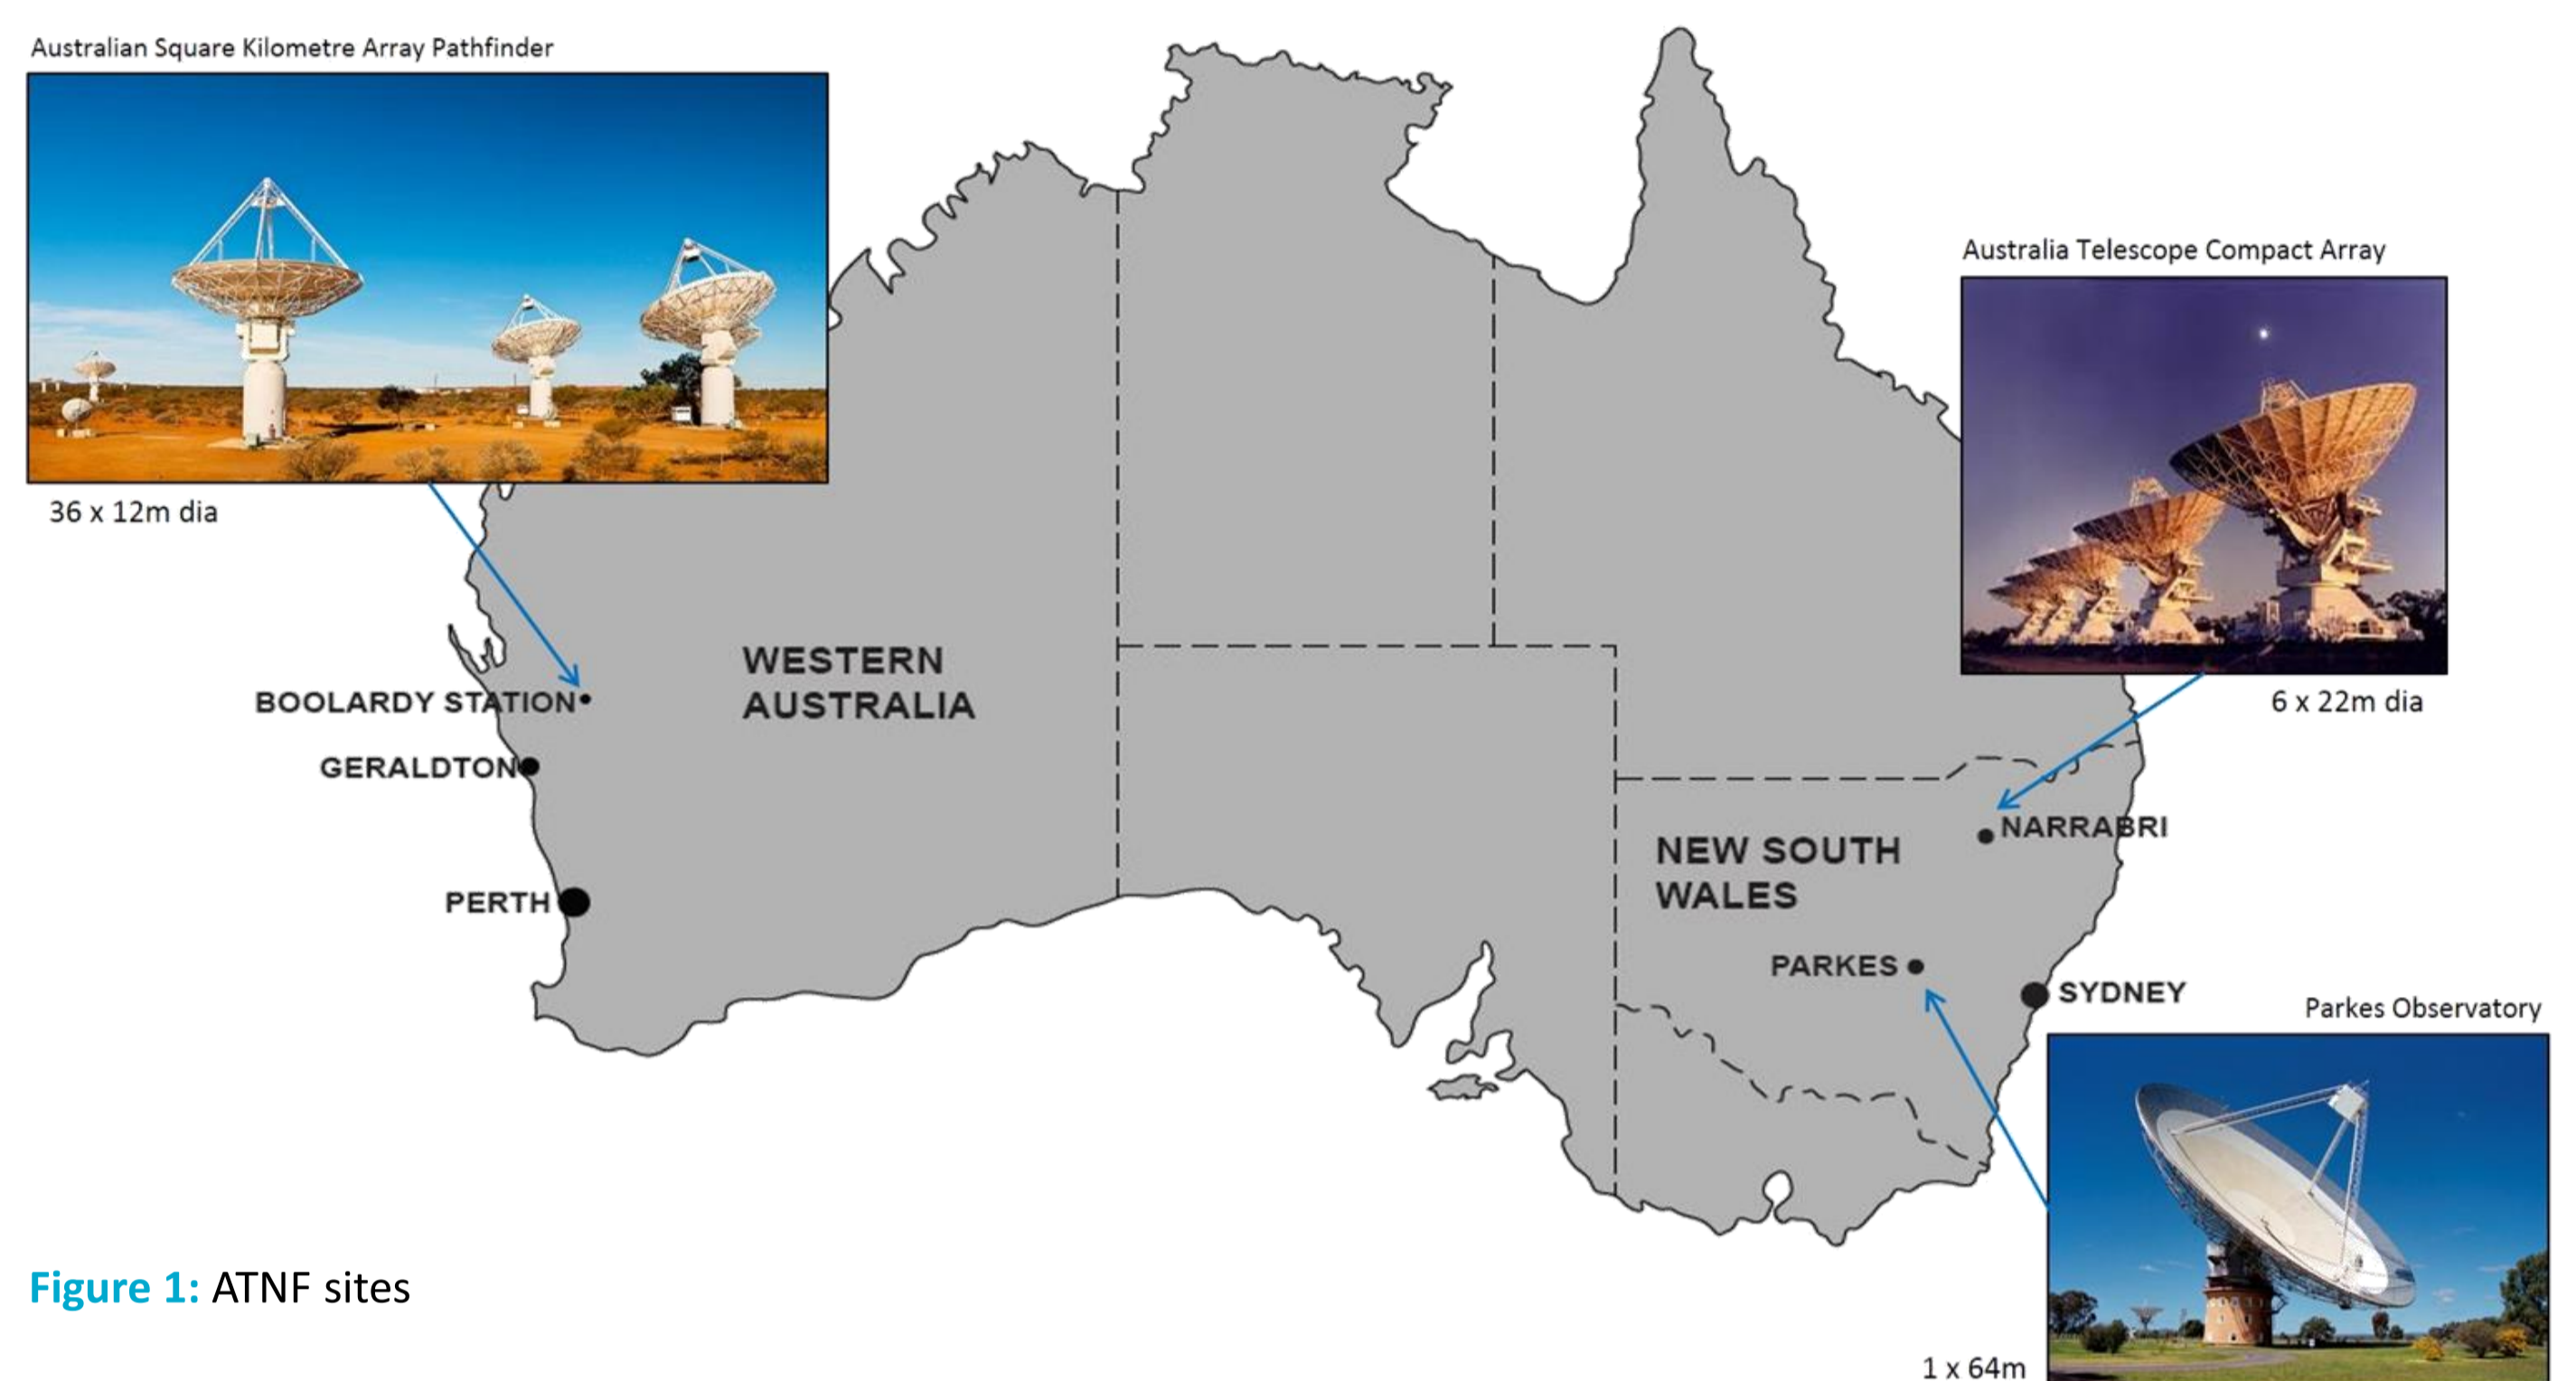 Australian Square Kilometre Array Pathfinder
36 x 12m dia
Australia Telescope Compact Array
6 x 22m dia
WESTERN
AUSTRALIA
BOOLARDY STATION
GERALDTON
PERTH
NEW SOUTH
WALES
NARRABRI
PARKES
SYDNEY
Parkes Observatory
1 x 64m
Figure 1: ATNF sites